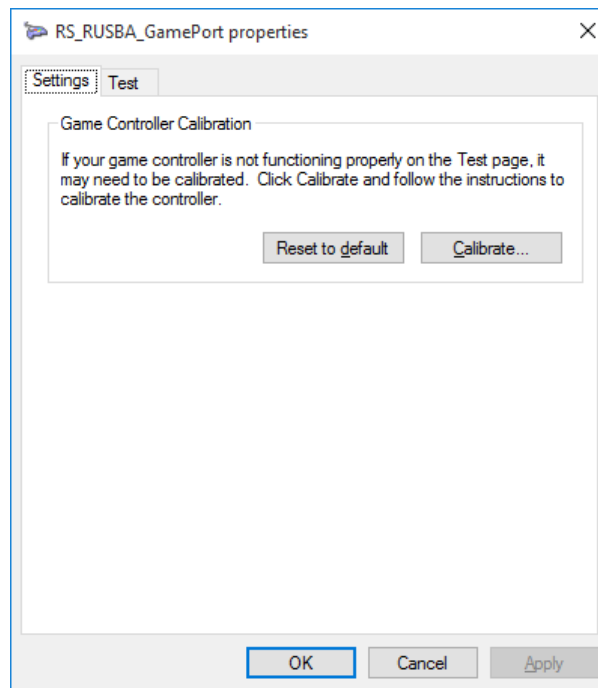 RS_RUSBA_GamePort properties
Settings Test
Game Controller Calibration
If your game controller is not functioning properly on the Test page, it
may need to be calibrated. Click Calibrate and follow the instructions to
calibrate the controller.
Reset to default Calibrate...
OK Cancel Apply